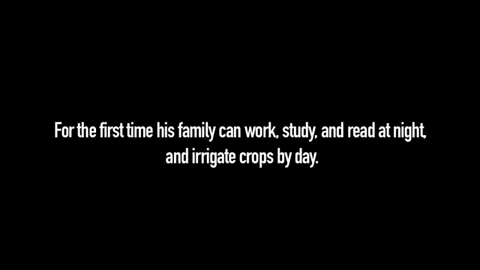 For the first time his family can work, study, and read at night,
and irrigate crops by day.